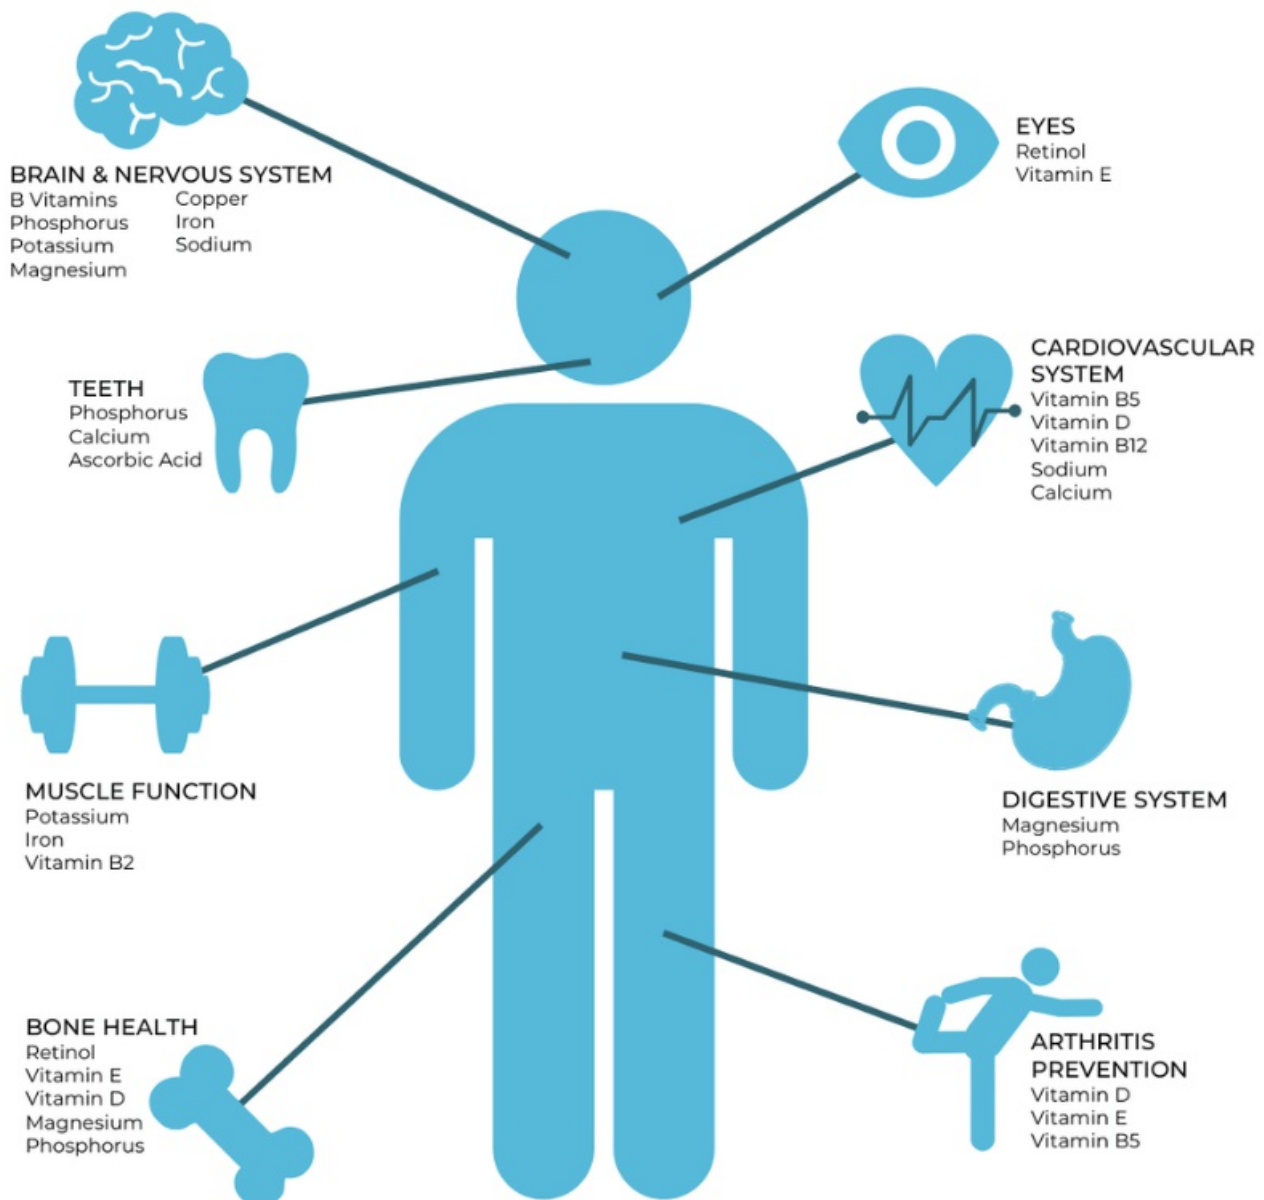 BRAIN & NERVOUS SYSTEM
B Vitamins
Phosphorus
Potassium
Magnesium
Copper
Iron
Sodium
EYES
Retinol
Vitamin E
TEETH
Phosphorus
Calcium
Ascorbic Acid
CARDIOVASCULAR
SYSTEM
Vitamin B5
Vitamin D
Vitamin B12
Sodium
Calcium
MUSCLE FUNCTION
Potassium
Iron
Vitamin B2
DIGESTIVE SYSTEM
Magnesium
Phosphorus
BONE HEALTH
Retinol
Vitamin E
Vitamin D
Magnesium
Phosphorus
ARTHRITIS
PREVENTION
Vitamin D
Vitamin E
Vitamin B5